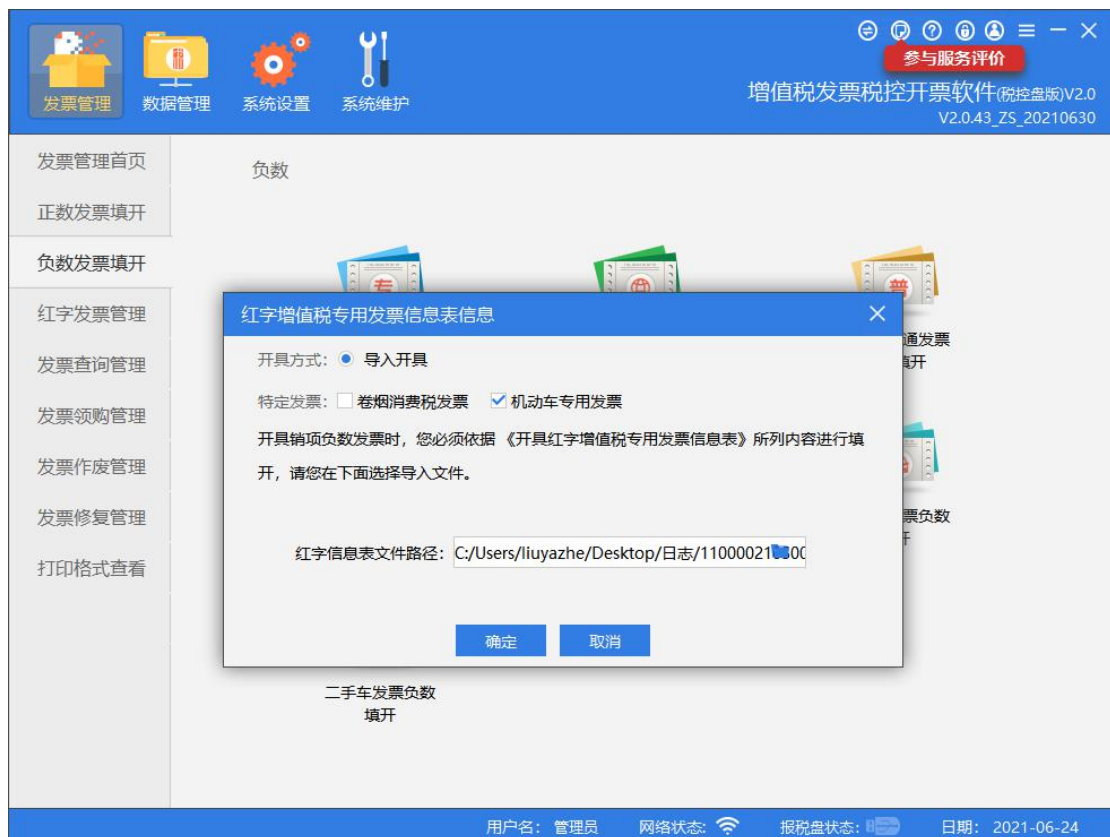 参与服务评价
发票管理 数据管理 系统设置 系统维护
增值税发票税控开票软件(税控盘版)V2.0
V2.0.43_ZS_20210630
发票管理首页
正数发票填开
负数发票填开
红字发票管理
发票查询管理
发票领购管理
发票作废管理
发票修复管理
打印格式查看
负数
专
普
通发票
填开
红字增值税专用发票信息表信息
开具方式: 导入开具
特定发票: 卷烟消费税发票 机动车专用发票
开具销项负数发票时，您必须依据 《开具红字增值税专用发票信息表》所列内容进行填
开，请您在下面选择导入文件。
红字信息表文件路径: C:/Users/liuyazhe/Desktop/日志/11000021
确定 取消
票负数
开
二手车发票负数
填开
用户名: 管理员 网络状态: 报税盘状态: 日期: 2021-06-24